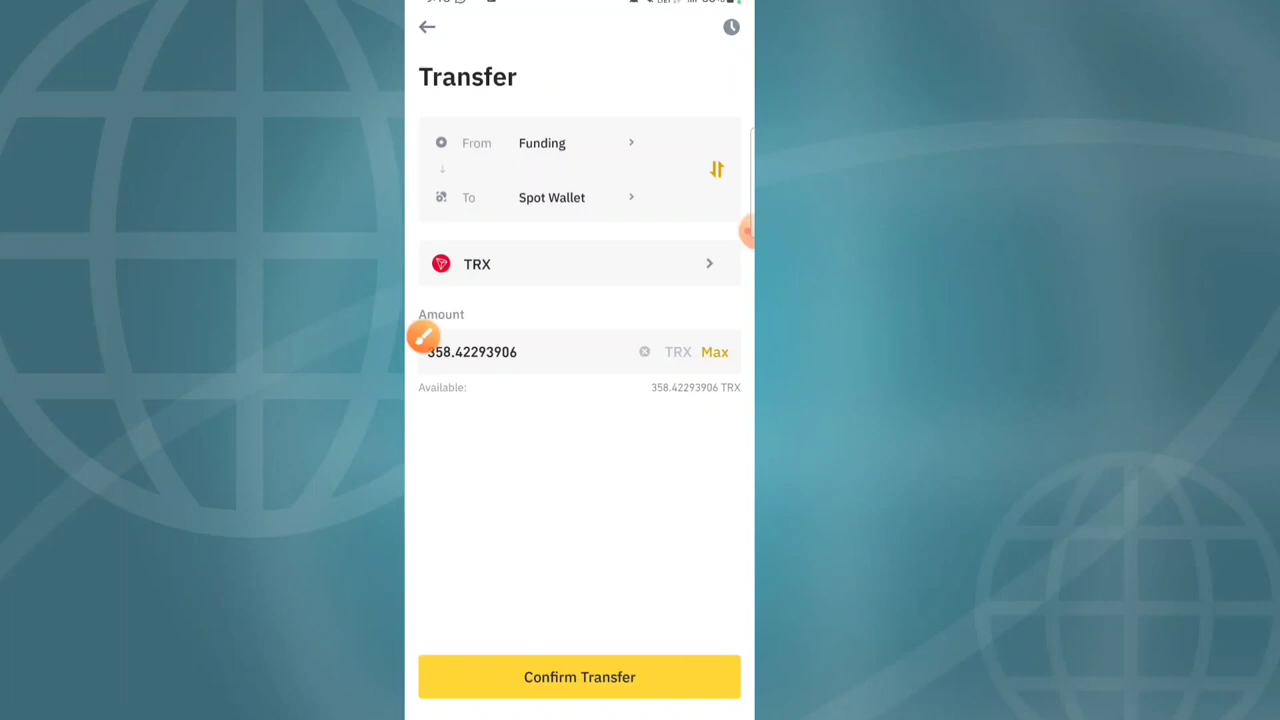 Transfer
From Funding
To Spot Wallet
TRX
Amount
358.42293906 TRX Max
Available: 358.42293906 TRX
Confirm Transfer